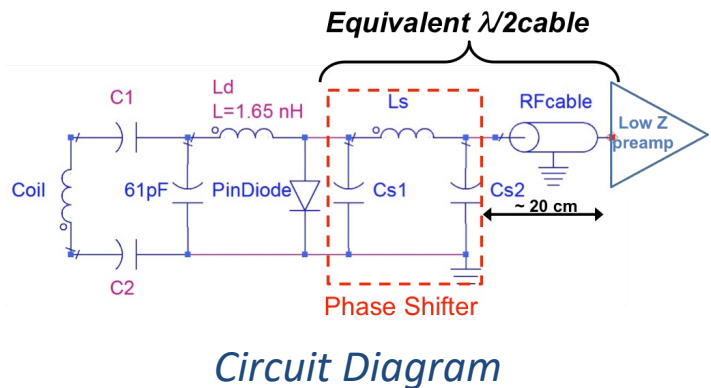 Equivalent λ/2cable
C1
Ld
L=1.65 nH
Ls
RFcable
Low Z
preamp
Coil
61pF
PinDiode
Cs1
Cs2
~ 20 cm
C2
Phase Shifter
Circuit Diagram